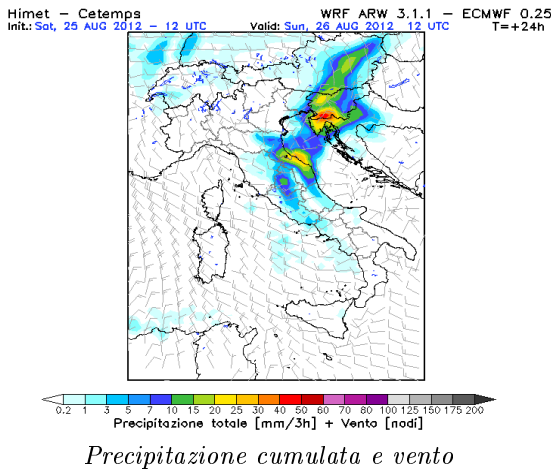 Himet – Cetemps WRF ARW 3.1.1 – ECMWF 0.25
Init.: Sat, 25 AUG 2012 – 12 UTC Valid: Sun, 26 AUG 2012 12 UTC T=+24h
0.2 1 3 5 7 10 15 20 25 30 40 50 60 70 80 90 100 125 150 175 200
Precipitazione totale [mm/3h] + Vento [nodi]
Precipitazione cumulata e vento